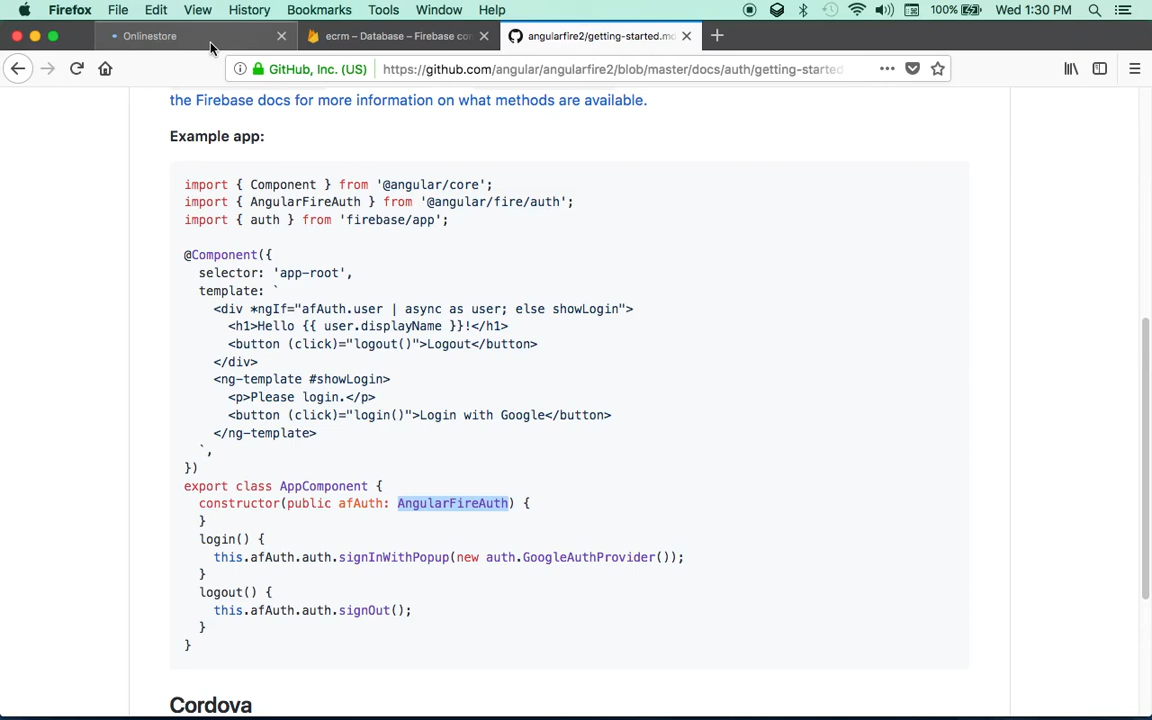 Firefox File Edit View History Bookmarks Tools Window Help 100% Wed 1:30 PM
Onlinestore
ecrm – Database – Firebase con
angularfire2/getting-started.md
GitHub, Inc. (US) https://github.com/angular/angularfire2/blob/master/docs/auth/getting-started
the Firebase docs for more information on what methods are available.
Example app:
import { Component } from '@angular/core';
import { AngularFireAuth } from '@angular/fire/auth';
import { auth } from 'firebase/app';
@Component({
selector: 'app-root',
template: `
<div *ngIf="afAuth.user | async as user; else showLogin">
<h1>Hello {{ user.displayName }}!</h1>
<button (click)="logout()">Logout</button>
</div>
<ng-template #showLogin>
<p>Please login.</p>
<button (click)="login()">Login with Google</button>
</ng-template>
`,
})
export class AppComponent {
constructor(public afAuth: AngularFireAuth) {
}
login() {
this.afAuth.auth.signInWithPopup(new auth.GoogleAuthProvider());
}
logout() {
this.afAuth.auth.signOut();
}
}
Cordova